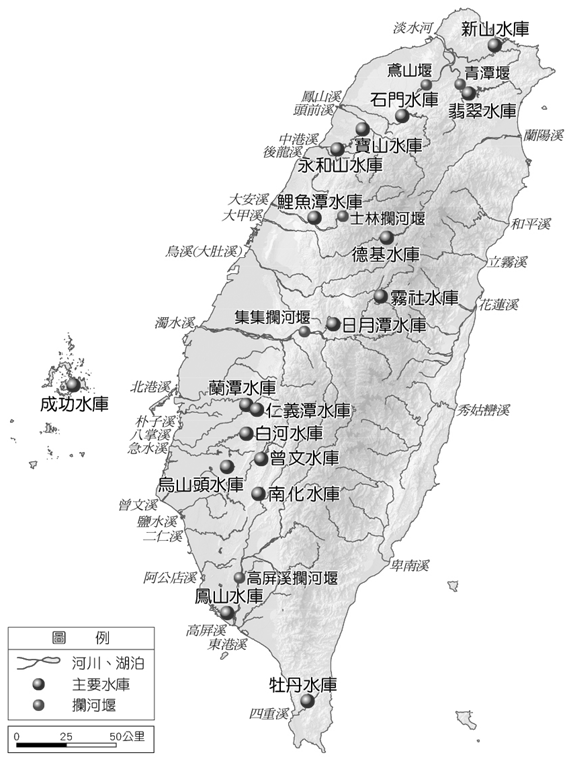 淡水河
新山水庫
鳶山堰
青潭堰
鳳山溪
頭前溪
石門水庫
翡翠水庫
蘭陽溪
中港溪
後龍溪
寶山水庫
永和山水庫
大安溪
大甲溪
鯉魚潭水庫
士林攔河堰
和平溪
烏溪(大肚溪)
德基水庫
立霧溪
霧社水庫
花蓮溪
濁水溪
集集攔河堰
日月潭水庫
成功水庫
北港溪
蘭潭水庫
朴子溪
仁義潭水庫
秀姑巒溪
八掌溪
急水溪
白河水庫
曾文水庫
烏山頭水庫
曾文溪
南化水庫
鹽水溪
二仁溪
卑南溪
阿公店溪
高屏溪攔河堰
鳳山水庫
高屏溪
東港溪
牡丹水庫
四重溪
圖 例
河川、湖泊
主要水庫
攔河堰
0 25 50公里